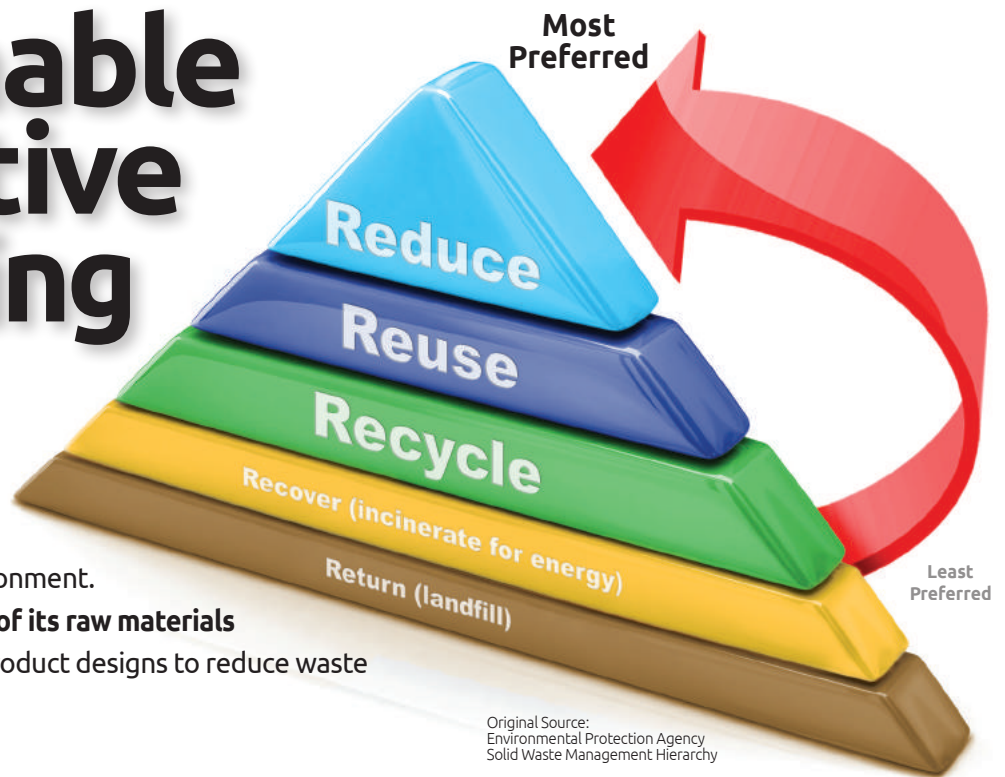 able
tive
ing
Most
Preferred
Reduce
Reuse
Recycle
Recover (incinerate for energy)
Return (landfill)
Least
Preferred
onment.
of its raw materials
oduct designs to reduce waste
Original Source:
Environmental Protection Agency
Solid Waste Management Hierarchy